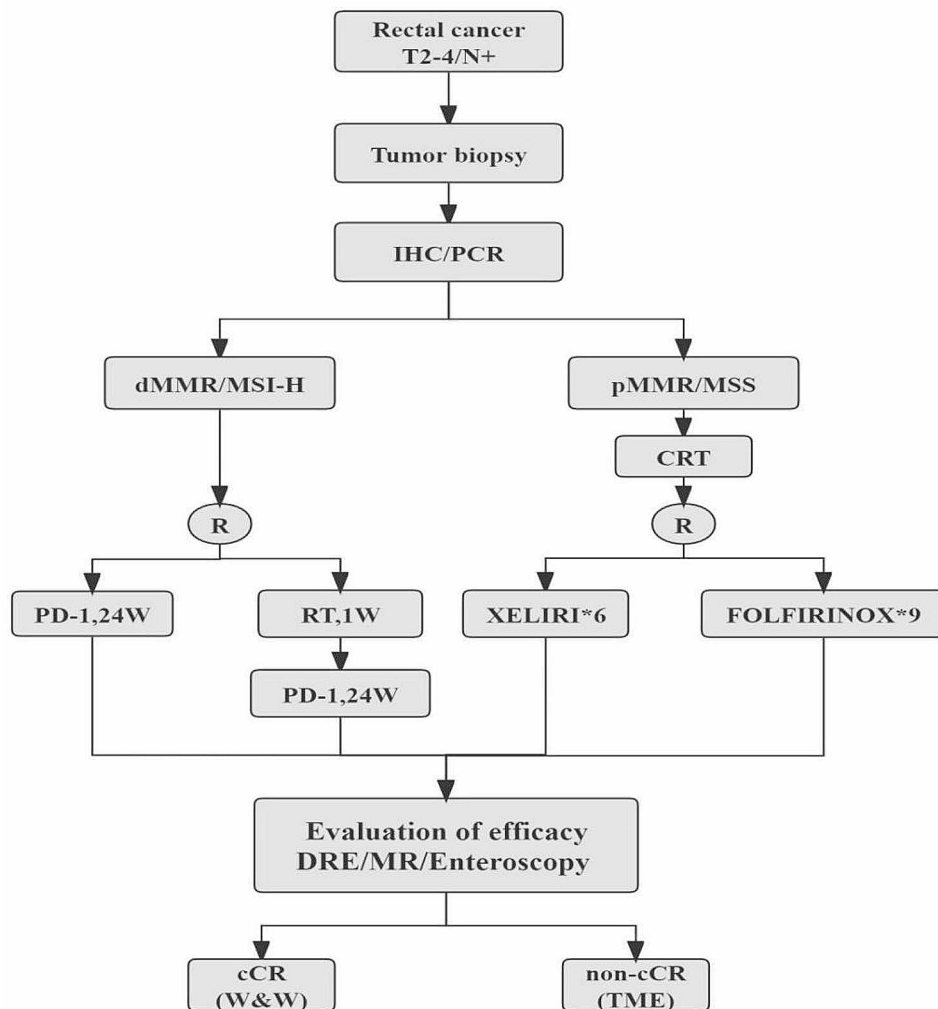 Rectal cancer
T2-4/N+
Tumor biopsy
IHC/PCR
dMMR/MSI-H
pMMR/MSS
CRT
R
R
PD-1,24W
RT,1W
XELIRI*6
FOLFIRINOX*9
PD-1,24W
Evaluation of efficacy
DRE/MR/Enteroscopy
cCR
(W&W)
non-cCR
(TME)